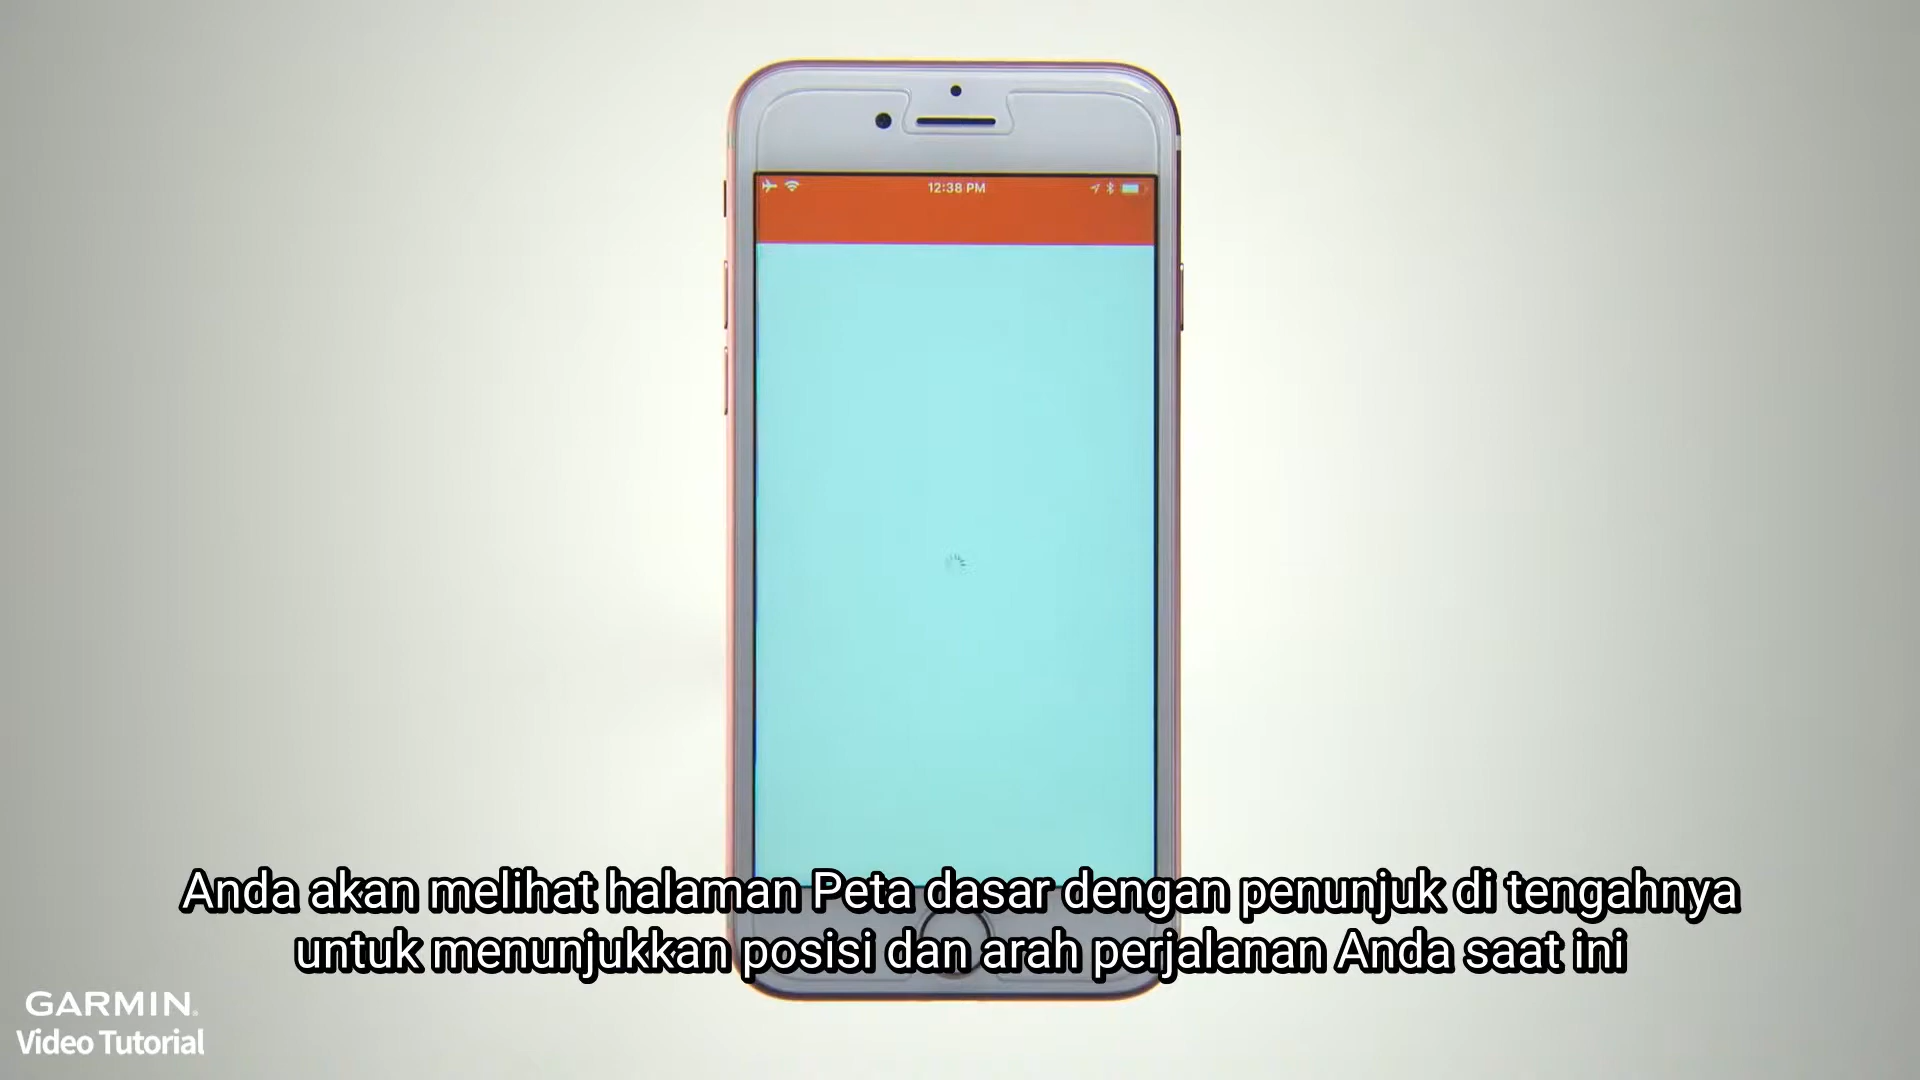 12:38 PM
Anda akan melihat halaman Peta dasar dengan penunjuk di tengahnya
untuk menunjukkan posisi dan arah perjalanan Anda saat ini
GARMIN.
Video Tutorial